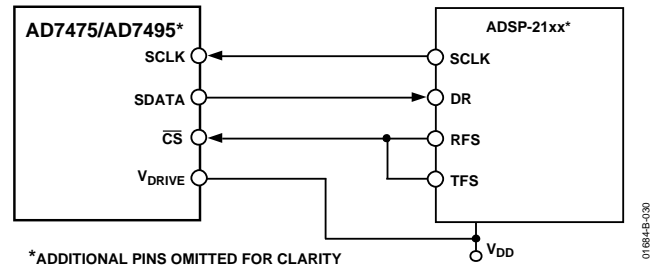 AD7475/AD7495*
SCLK
SDATA
CS
VDRIVE
ADSP-21xx*
SCLK
DR
RFS
TFS
VDD
*ADDITIONAL PINS OMITTED FOR CLARITY
01684-B-030